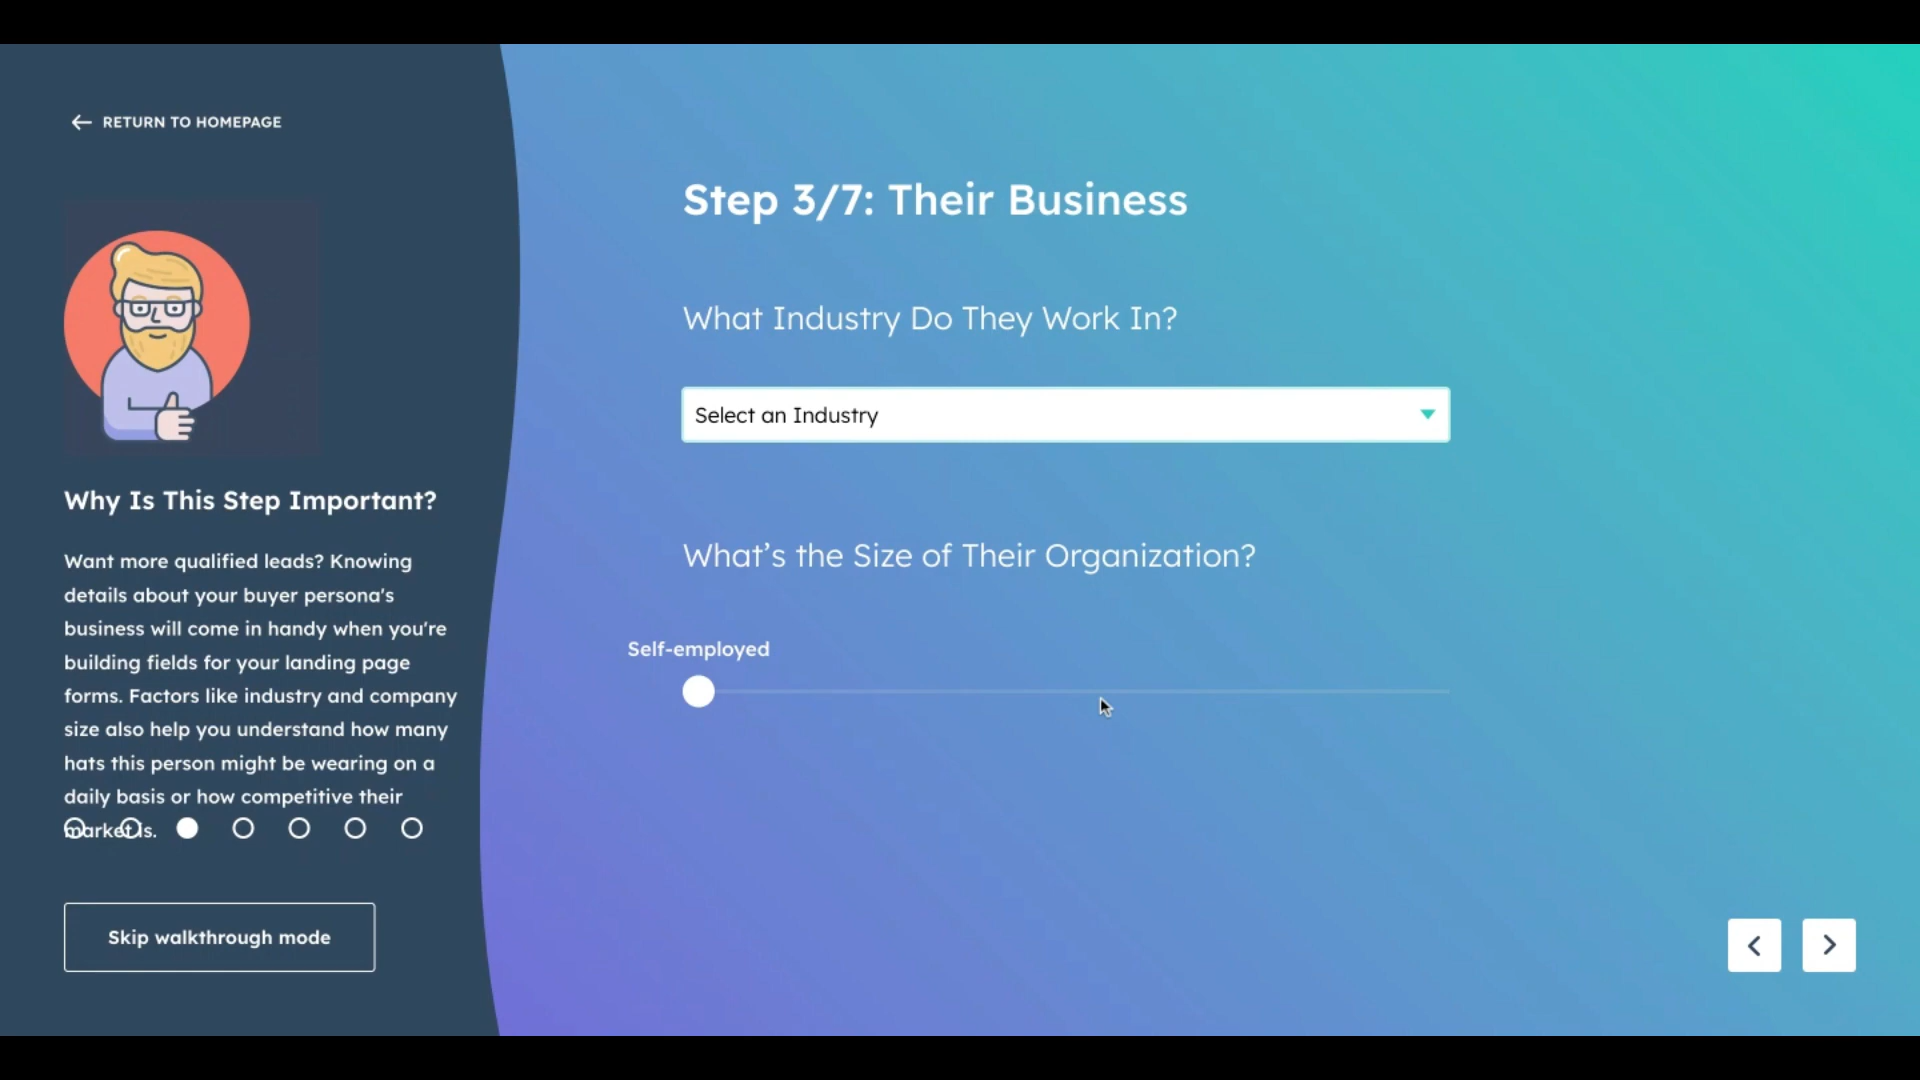 RETURN TO HOMEPAGE
Why Is This Step Important?
Want more qualified leads? Knowing
details about your buyer persona's
business will come in handy when you're
building fields for your landing page
forms. Factors like industry and company
size also help you understand how many
hats this person might be wearing on a
daily basis or how competitive their
market is.
Skip walkthrough mode
Step 3/7: Their Business
What Industry Do They Work In?
Select an Industry
What’s the Size of Their Organization?
Self-employed